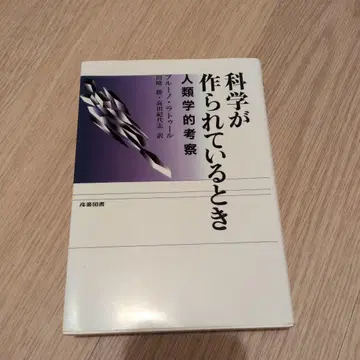 科学が
作られているとき
人類学的考察
ブルーノ・ラトゥール
川崎 勝・高田紀代志 訳
産業図書